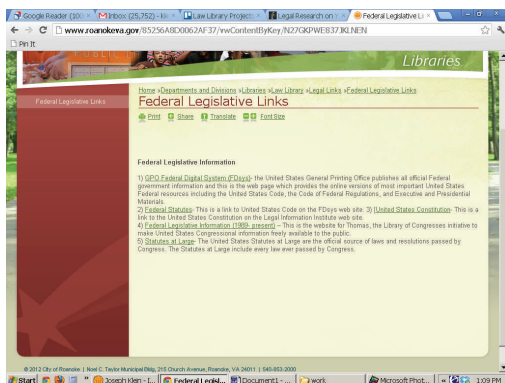 Google Reader (10
Inbox (25,752) - kle
Law Library Projects
Legal Research on
Federal Legislative Li
www.roanokeva.gov/85256A8D0062AF37/vwContentByKey/N27GKPWE837JKLNEN
Pin It
PUBLIC
Libraries
Federal Legislative Links
Home »Departments and Divisions »Libraries »Law Library »Legal Links »Federal Legislative Links
Federal Legislative Links
Print Share Translate Font Size
Federal Legislative Information
1) GPO Federal Digital System (FDsys)- the United States General Printing Office publishes all official Federal
government information and this is the web page which provides the online versions of most important United States
Federal resources including the United States Code, the Code of Federal Regulations, and Executive and Presidential
Materials.
2) Federal Statutes- This is a link to United States Code on the FDsys web site. 3) [United States Constitution- This is a
link to the United States Constitution on the Legal Information Institute web site.
4) Federal Legislative Information (1989- present) – This is the website for Thomas, the Library of Congresses initiative to
make United States Congressional information freely available to the public.
5) Statutes at Large- The United States Statutes at Large are the official source of laws and resolutions passed by
Congress. The Statutes at Large include every law ever passed by Congress.
© 2012 City of Roanoke | Noel C. Taylor Municipal Bldg, 215 Church Avenue, Roanoke, VA 24011 | 540-853-2000
Start
Joseph Klein - I...
Federal Legisl...
Document1 - ...
work
Microsoft Phot...
1:09 PM